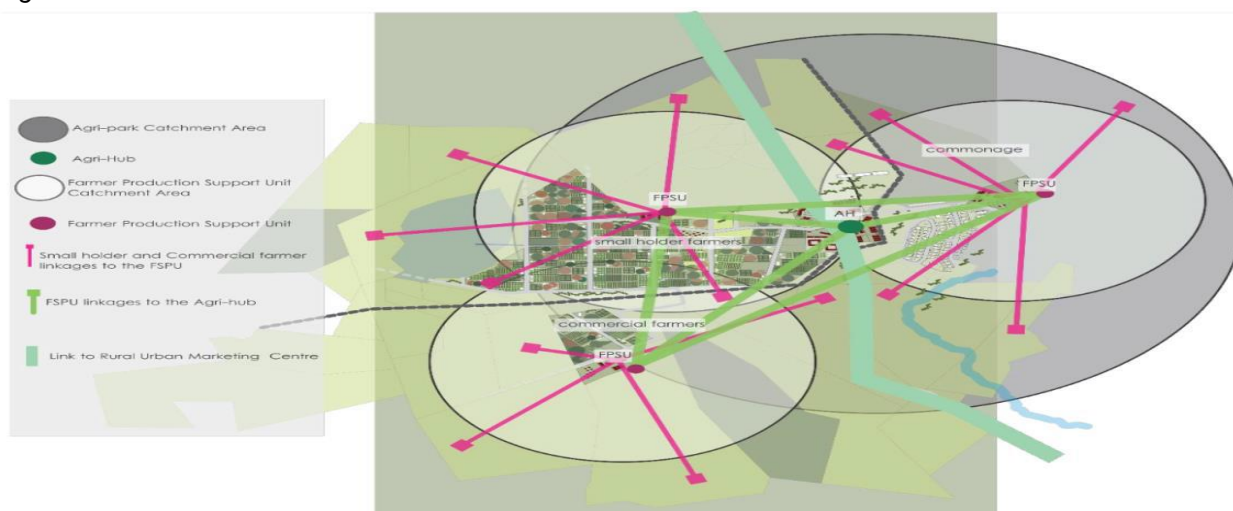 Agri-park Catchment Area
Agri-Hub
Farmer Production Support Unit
Catchment Area
Farmer Production Support Unit
Small holder and Commercial farmer
linkages to the FSPU
FSPU linkages to the Agri-hub
Link to Rural Urban Marketing Centre
commonage
FPSU
FPSU
AH
small holder farmers
commercial farmers
FPSU